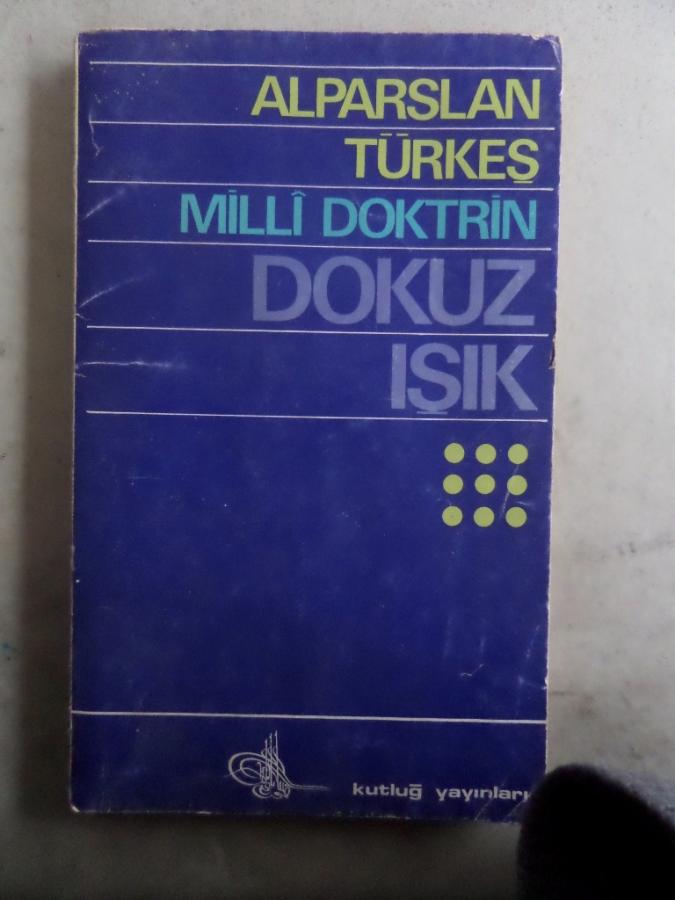 ALPARSLAN
TÜRKEŞ
MİLLÎ DOKTRİN
DOKUZ
IŞIK
kutluğ yayınları